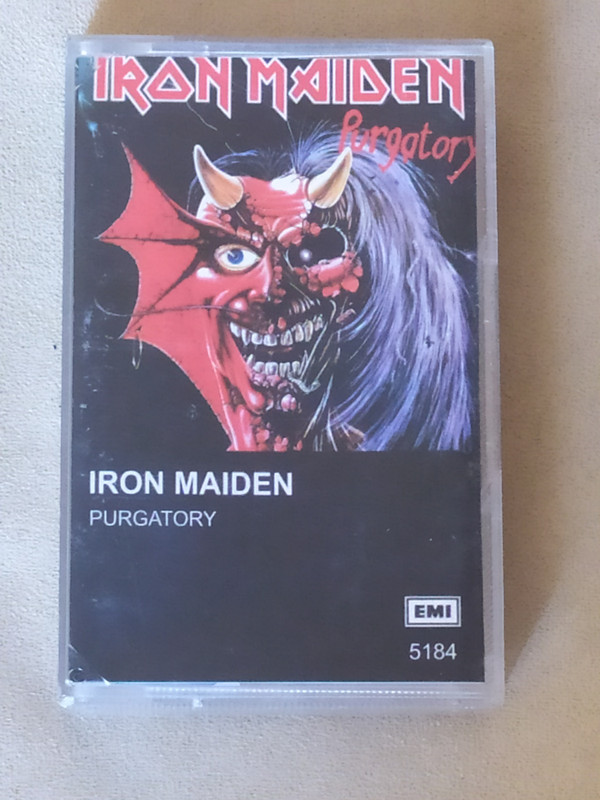 IRON MAIDEN
Purgatory
IRON MAIDEN
PURGATORY
EMI
5184